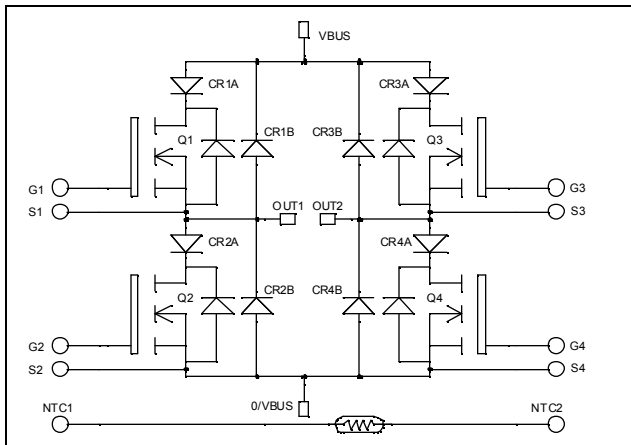 VBUS
CR1A
CR3A
CR1B
CR3B
Q1
Q3
G1
G3
OUT1
OUT2
S1
S3
CR2A
CR4A
Q2
CR2B
CR4B
Q4
G2
G4
S2
S4
0/VBUS
NTC1
NTC2